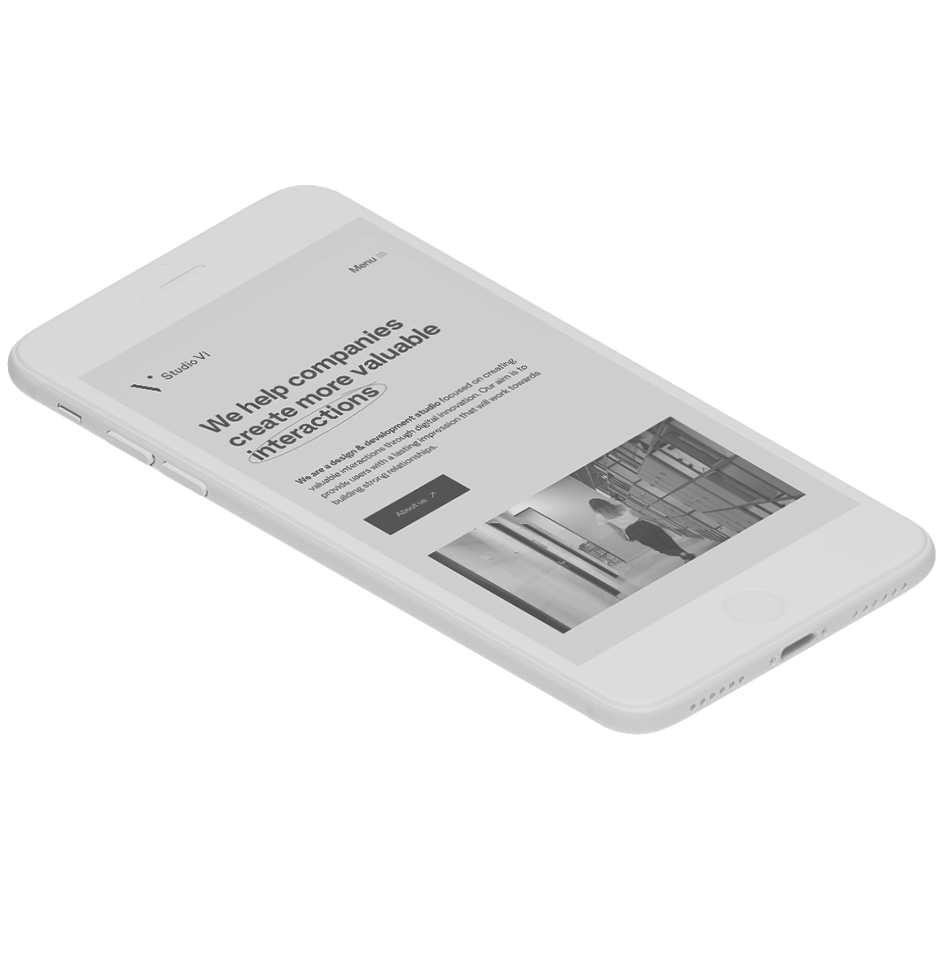 Menu
Studio VI
We help companies
create more valuable
interactions
We are a design & development studio focused on creating
valuable interactions through digital innovation. Our aim is to
provide users with a lasting impression that will work towards
building strong relationships.
About us ↗